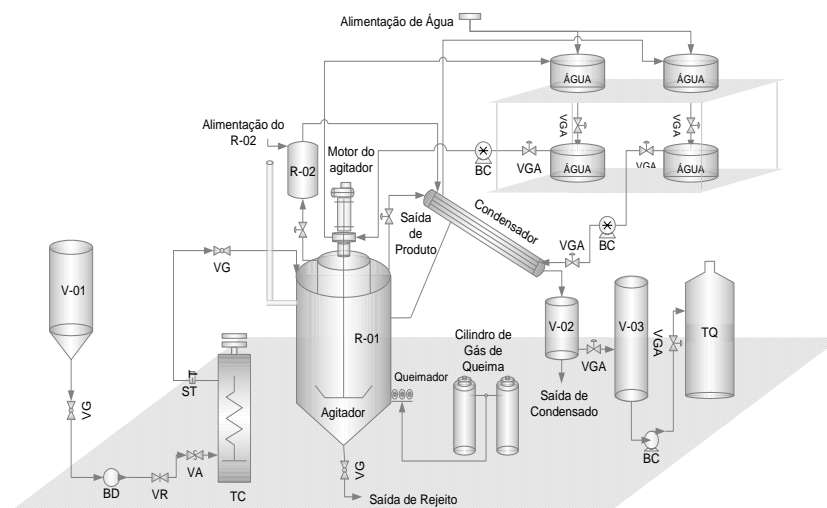 Alimentação de Água
ÁGUA
ÁGUA
VGA
VGA
Alimentação do
R-02
Motor do
agitador
R-02
BC
VGA
VGA
ÁGUA
ÁGUA
Saída
de
Produto
Condensador
BC
VGA
VG
V-01
V-02
V-03
VGA
TQ
R-01
Cilindro de
Gás de
Queima
Queimador
VGA
ST
Saída de
Condensado
Agitador
VG
BC
VG
VA
BD
VR
TC
Saída de Rejeito